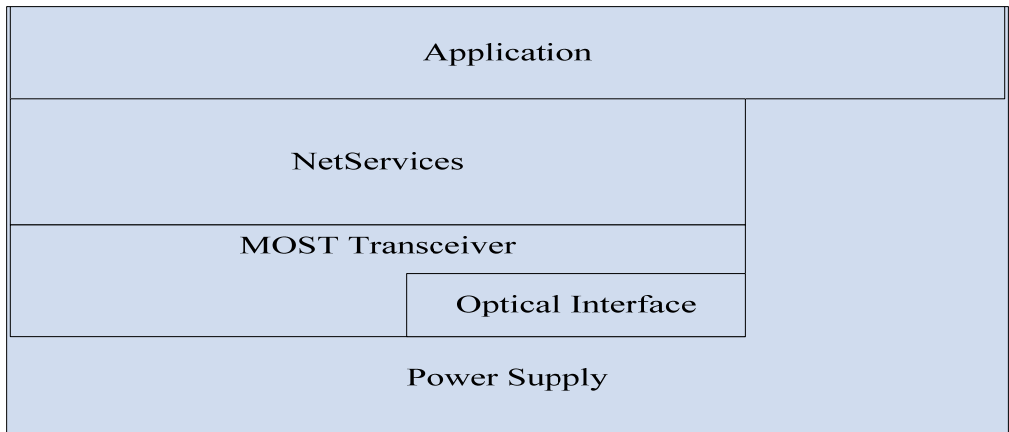 Application
NetServices
MOST Transceiver
Optical Interface
Power Supply